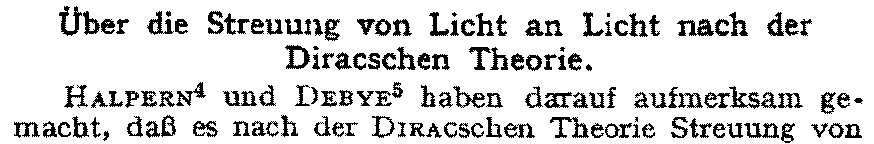 Über die Streuung von Licht an Licht nach der
Diracschen Theorie.
HALPERN⁴ und DEBYE⁵ haben darauf aufmerksam ge-
macht, daß es nach der DIRACschen Theorie Streuung von